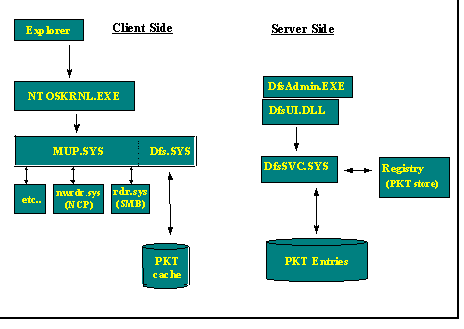 Client Side
Explorer
NTOSKRNL.EXE
MUP.SYS
Dfs.SYS
etc..
nwrdr.sys
(NCP)
rdr.sys
(SMB)
PKT
cache
Server Side
DfsAdmin.EXE
DfsUI.DLL
DfsSVC.SYS
Registry
(PKT store)
PKT Entries